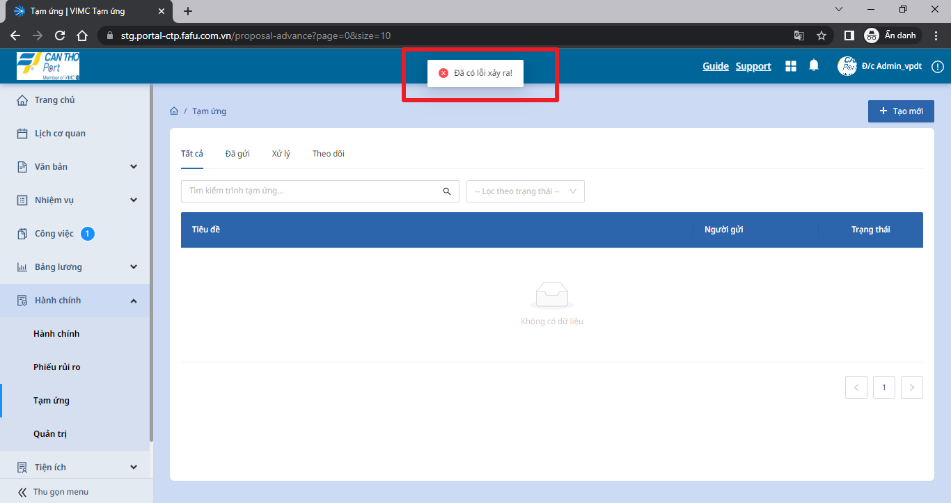 Tạm ứng | VIMC Tạm ứng
stg.portal-ctp.fafu.com.vn/proposal-advance?page=0&size=10
Ẩn danh
CAN THO
Port
Member of VIMC
Đã có lỗi xảy ra!
Guide
Support
Đ/c Admin_vpdt
Trang chủ
Lịch cơ quan
Văn bản
Nhiệm vụ
Công việc 1
Bảng lương
Hành chính
Hành chính
Phiếu rủi ro
Tạm ứng
Quản trị
Tiện ích
Thu gọn menu
/ Tạm ứng
+ Tạo mới
Tất cả
Đã gửi
Xử lý
Theo dõi
Tìm kiếm trình tạm ứng...
-- Lọc theo trạng thái --
Tiêu đề
Người gửi
Trạng thái
Không có dữ liệu
< 1 >